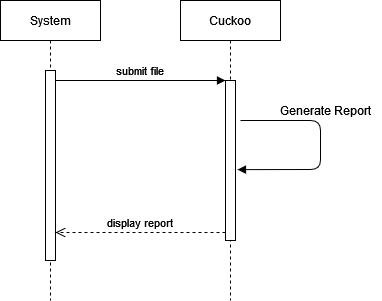 System
Cuckoo
submit file
Generate Report
display report